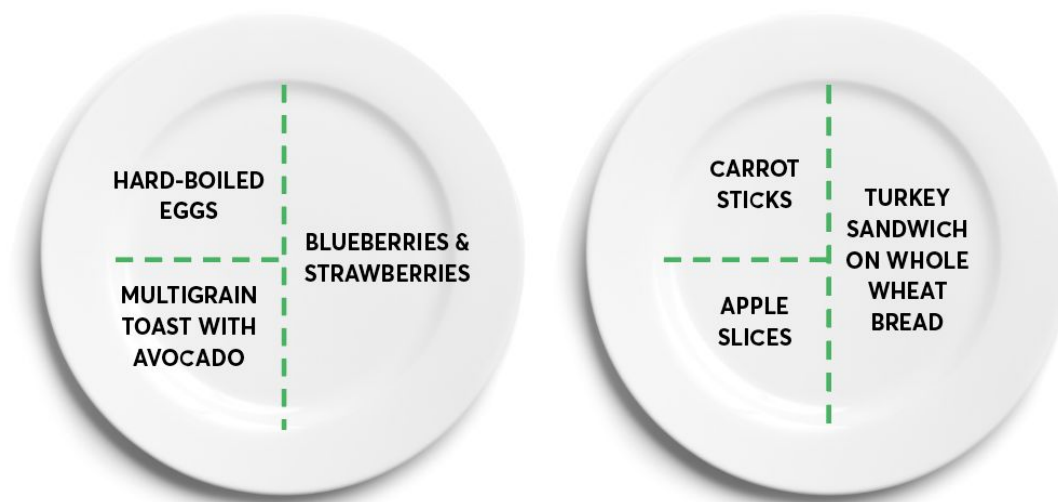 HARD-BOILED
EGGS
MULTIGRAIN
TOAST WITH
AVOCADO
BLUEBERRIES &
STRAWBERRIES
CARROT
STICKS
APPLE
SLICES
TURKEY
SANDWICH
ON WHOLE
WHEAT
BREAD